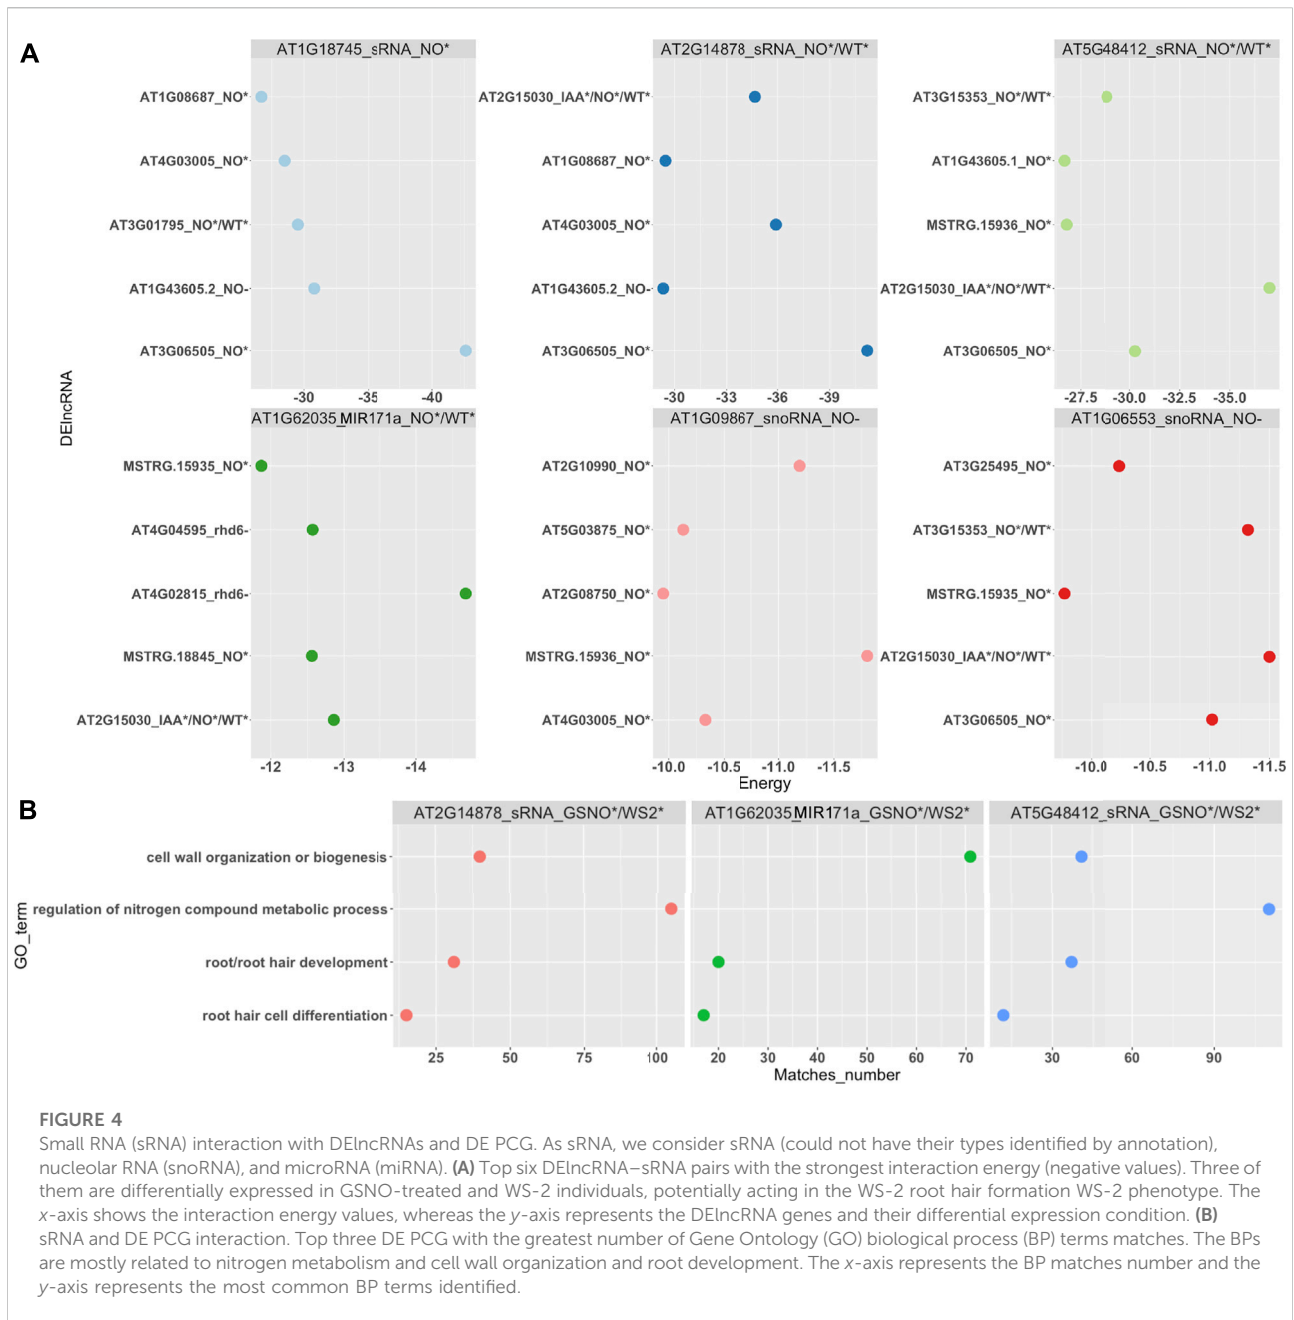 A
AT1G18745_sRNA_NO*
AT1G08687_NO*
AT4G03005_NO*
AT3G01795_NO*/WT*
AT1G43605.2_NO-
AT3G06505_NO*
-30 -35 -40
AT2G14878_sRNA_NO*/WT*
AT2G15030_IAA*/NO*/WT*
AT1G08687_NO*
AT4G03005_NO*
AT1G43605.2_NO-
AT3G06505_NO*
-30 -33 -36 -39
AT5G48412_sRNA_NO*/WT*
AT3G15353_NO*/WT*
AT1G43605.1_NO*
MSTRG.15936_NO*
AT2G15030_IAA*/NO*/WT*
AT3G06505_NO*
-27.5 -30.0 -32.5 -35.0
DElncRNA
AT1G62035_MIR171a_NO*/WT*
MSTRG.15935_NO*
AT4G04595_rhd6-
AT4G02815_rhd6-
MSTRG.18845_NO*
AT2G15030_IAA*/NO*/WT*
-12 -13 -14
AT1G09867_snoRNA_NO-
AT2G10990_NO*
AT5G03875_NO*
AT2G08750_NO*
MSTRG.15936_NO*
AT4G03005_NO*
-10.0 -10.5 -11.0 -11.5
AT1G06553_snoRNA_NO-
AT3G25495_NO*
AT3G15353_NO*/WT*
MSTRG.15935_NO*
AT2G15030_IAA*/NO*/WT*
AT3G06505_NO*
-10.0 -10.5 -11.0 -11.5
Energy
B
AT2G14878_sRNA_GSNO*/WS2* AT1G62035_MIR171a_GSNO*/WS2* AT5G48412_sRNA_GSNO*/WS2*
GO_term
cell wall organization or biogenesis
regulation of nitrogen compound metabolic process
root/root hair development
root hair cell differentiation
25 50 75 100 20 30 40 50 60 70 30 60 90
Matches_number
FIGURE 4
Small RNA (sRNA) interaction with DElncRNAs and DE PCG. As sRNA, we consider sRNA (could not have their types identified by annotation),
nucleolar RNA (snoRNA), and microRNA (miRNA). (A) Top six DElncRNA–sRNA pairs with the strongest interaction energy (negative values). Three of
them are differentially expressed in GSNO-treated and WS-2 individuals, potentially acting in the WS-2 root hair formation WS-2 phenotype. The
x-axis shows the interaction energy values, whereas the y-axis represents the DElncRNA genes and their differential expression condition. (B)
sRNA and DE PCG interaction. Top three DE PCG with the greatest number of Gene Ontology (GO) biological process (BP) terms matches. The BPs
are mostly related to nitrogen metabolism and cell wall organization and root development. The x-axis represents the BP matches number and the
y-axis represents the most common BP terms identified.